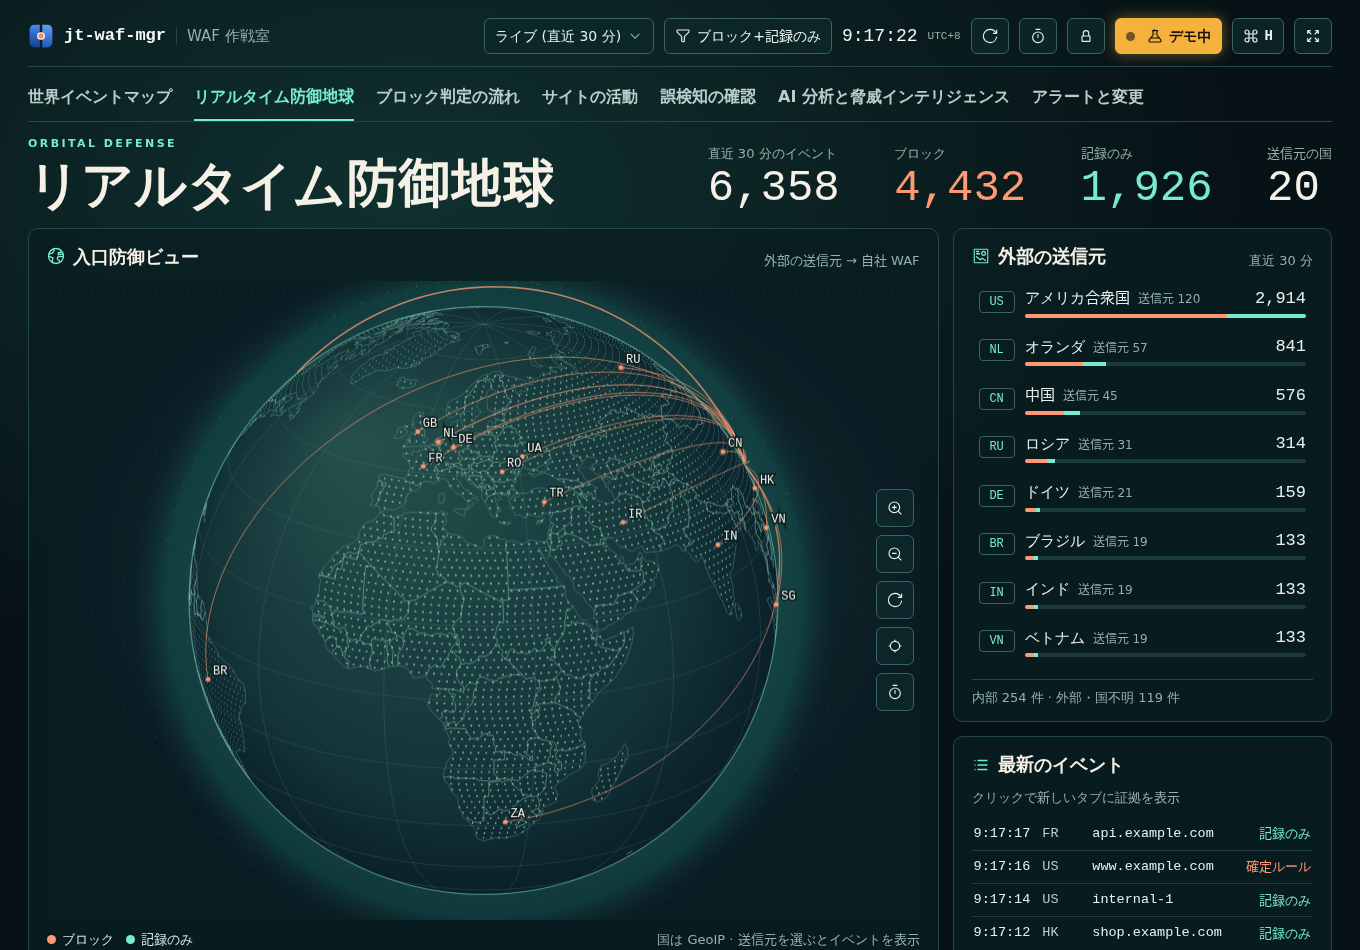 jt-waf-mgr WAF 作戦室 ライブ (直近 30 分) ブロック+記録のみ 9:17:22 UTC+8 デモ中 ⌘ H
世界イベントマップ リアルタイム防御地球 ブロック判定の流れ サイトの活動 誤検知の確認 AI 分析と脅威インテリジェンス アラートと変更
ORBITAL DEFENSE
リアルタイム防御地球
直近 30 分のイベント ブロック 記録のみ 送信元の国
6,358 4,432 1,926 20
入口防御ビュー 外部の送信元 → 自社 WAF
RU
GB
NL
DE
FR
RO
UA
CN
HK
TR
IR
VN
IN
SG
BR
ZA
ブロック 記録のみ 国は GeoIP · 送信元を選ぶとイベントを表示
外部の送信元 直近 30 分
US アメリカ合衆国 送信元 120 2,914
NL オランダ 送信元 57 841
CN 中国 送信元 45 576
RU ロシア 送信元 31 314
DE ドイツ 送信元 21 159
BR ブラジル 送信元 19 133
IN インド 送信元 19 133
VN ベトナム 送信元 19 133
内部 254 件 · 外部・国不明 119 件
最新のイベント
クリックで新しいタブに証拠を表示
9:17:17 FR api.example.com 記録のみ
9:17:16 US www.example.com 確定ルール
9:17:14 US internal-1 記録のみ
9:17:12 HK shop.example.com 記録のみ